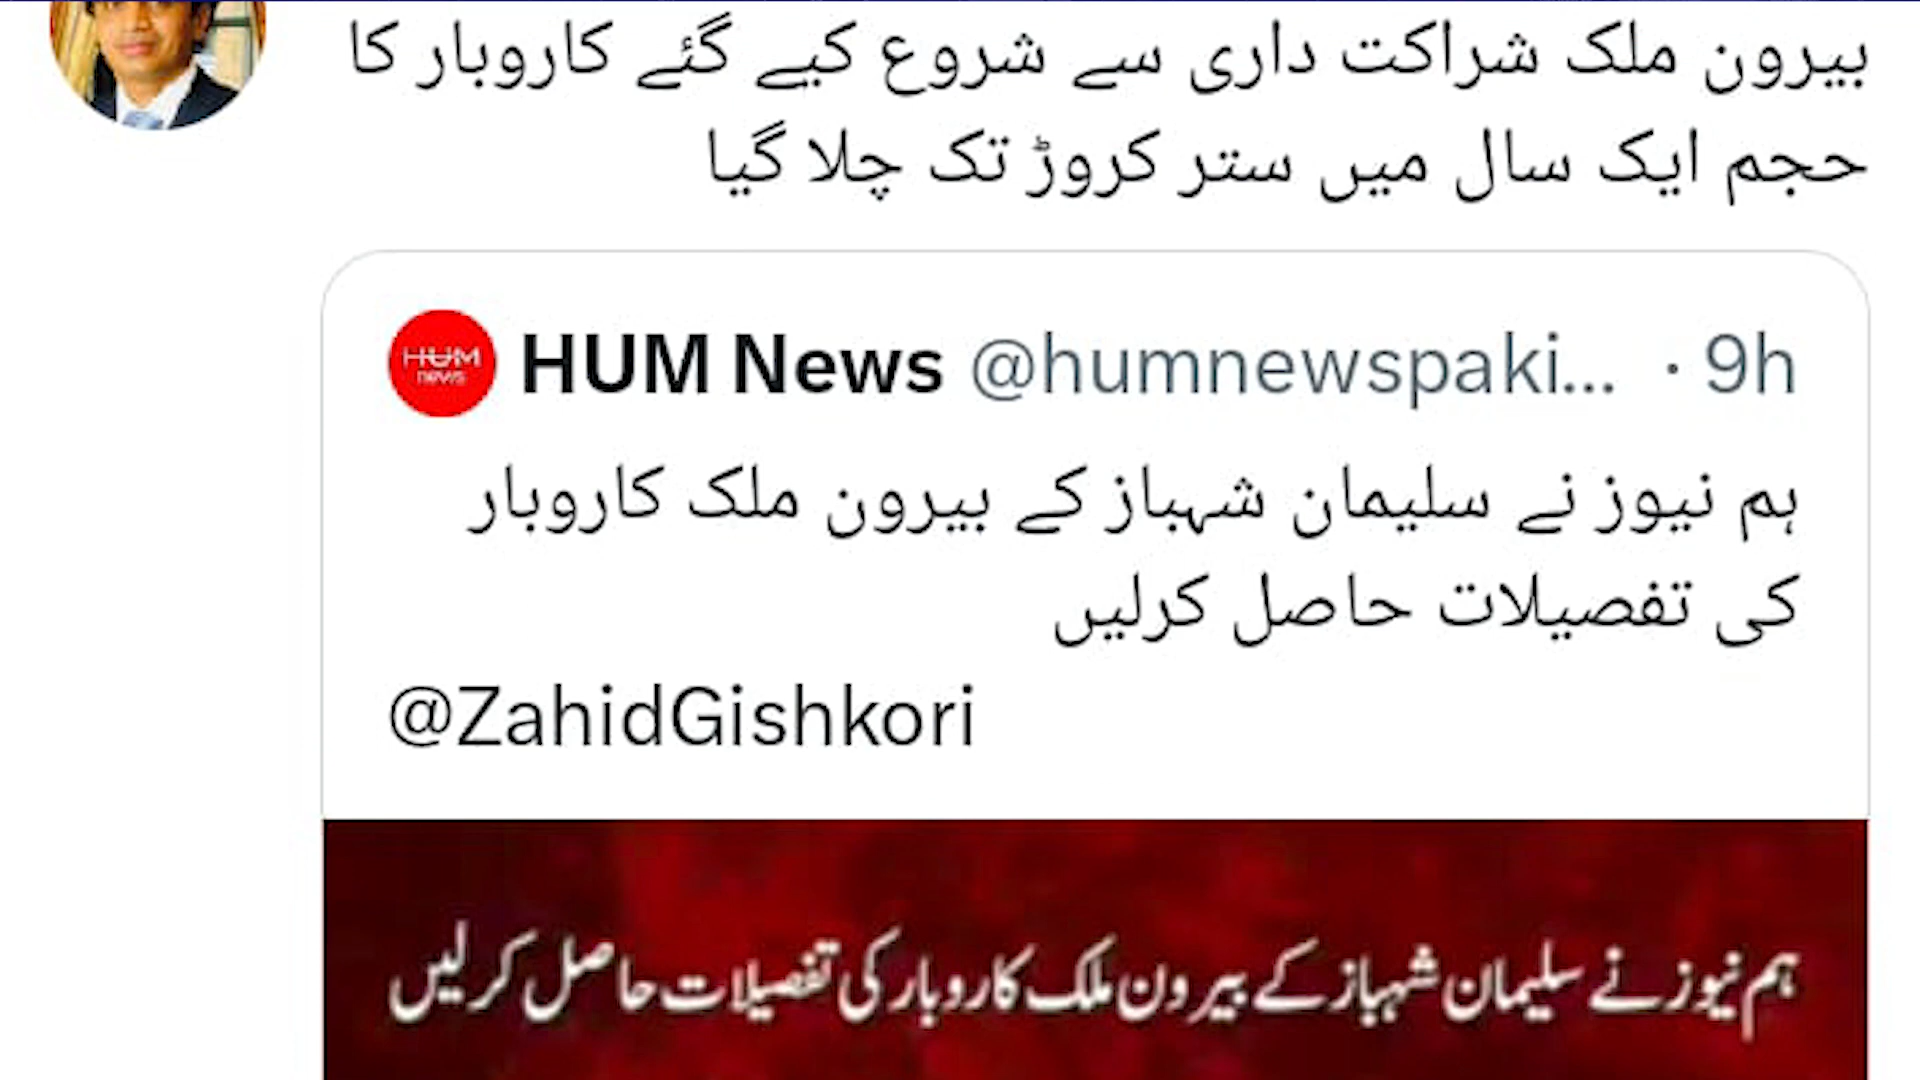 بیرون ملک شراکت داری سے شروع کیے گئے کاروبار کا
حجم ایک سال میں ستر کروڑ تک چلا گیا
HUM
news
HUM News @humnewspaki... · 9h
ہم نیوز نے سلیمان شہباز کے بیرون ملک کاروبار
کی تفصیلات حاصل کرلیں
@ZahidGishkori
ہم نیوز نے سلیمان شہباز کے بیرون ملک کاروبار کی تفصیلات حاصل کرلیں